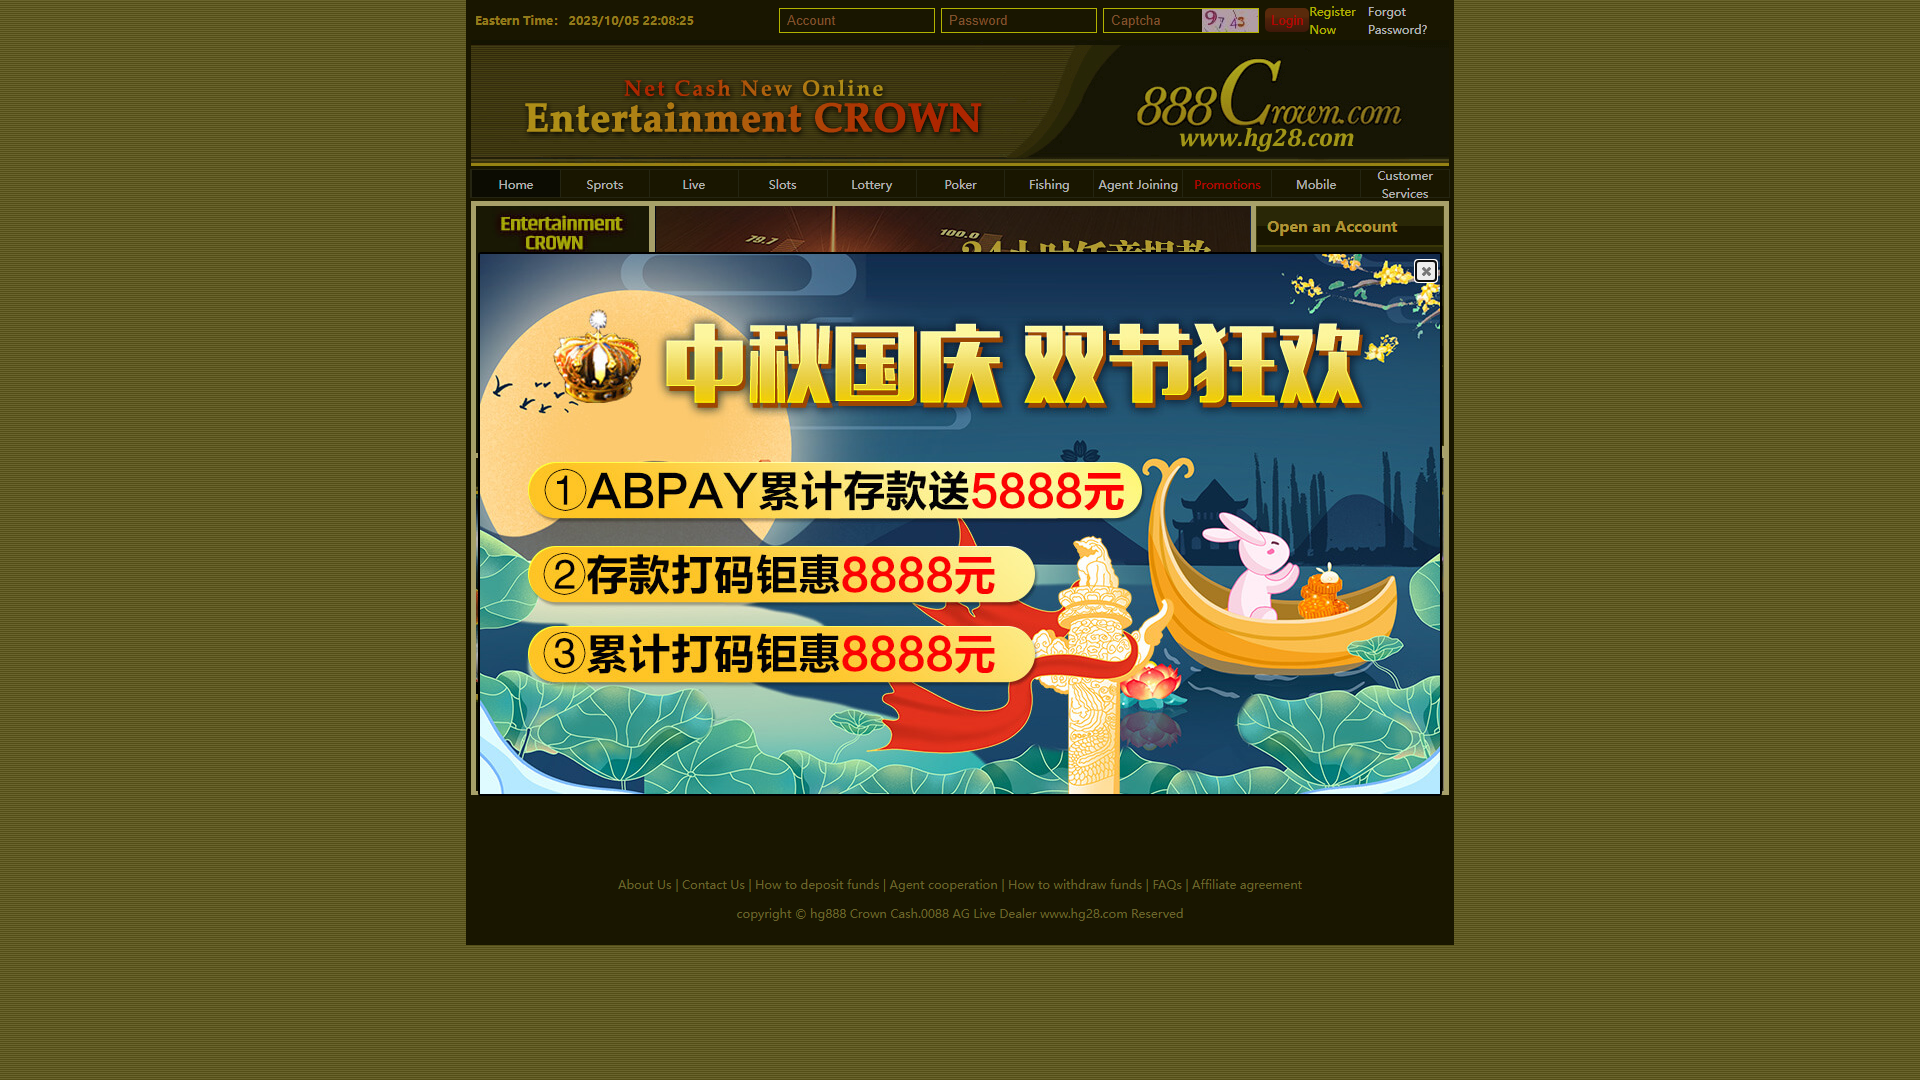 Eastern Time： 2023/10/05 22:08:25
Account
Password
Captcha
9743
Login
Register Now
Forgot Password?
Net Cash New Online
Entertainment CROWN
888Crown.com
www.hg28.com
Home
Sprots
Live
Slots
Lottery
Poker
Fishing
Agent Joining
Promotions
Mobile
Customer Services
Entertainment
CROWN
79.7
100.0
Open an Account
中秋国庆 双节狂欢
①ABPAY累计存款送5888元
②存款打码钜惠8888元
③累计打码钜惠8888元
About Us | Contact Us | How to deposit funds | Agent cooperation | How to withdraw funds | FAQs | Affiliate agreement
copyright © hg888 Crown Cash.0088 AG Live Dealer www.hg28.com Reserved